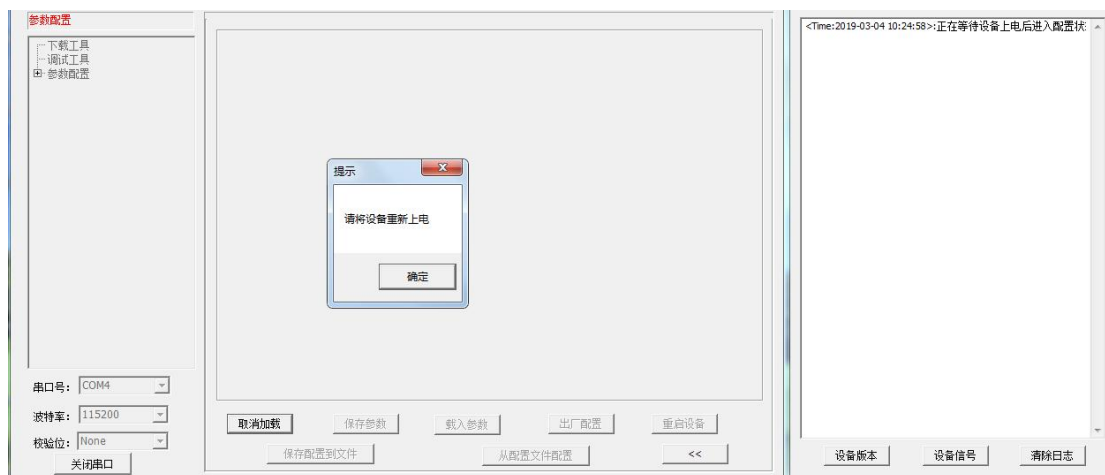 参数配置
下载工具
调试工具
参数配置
串口号: COM4
波特率: 115200
校验位: None
关闭串口
提示
请将设备重新上电
确定
取消加载
保存参数
载入参数
出厂配置
重启设备
保存配置到文件
从配置文件配置
<<
<Time:2019-03-04 10:24:58>:正在等待设备上电后进入配置状
设备版本
设备信号
清除日志